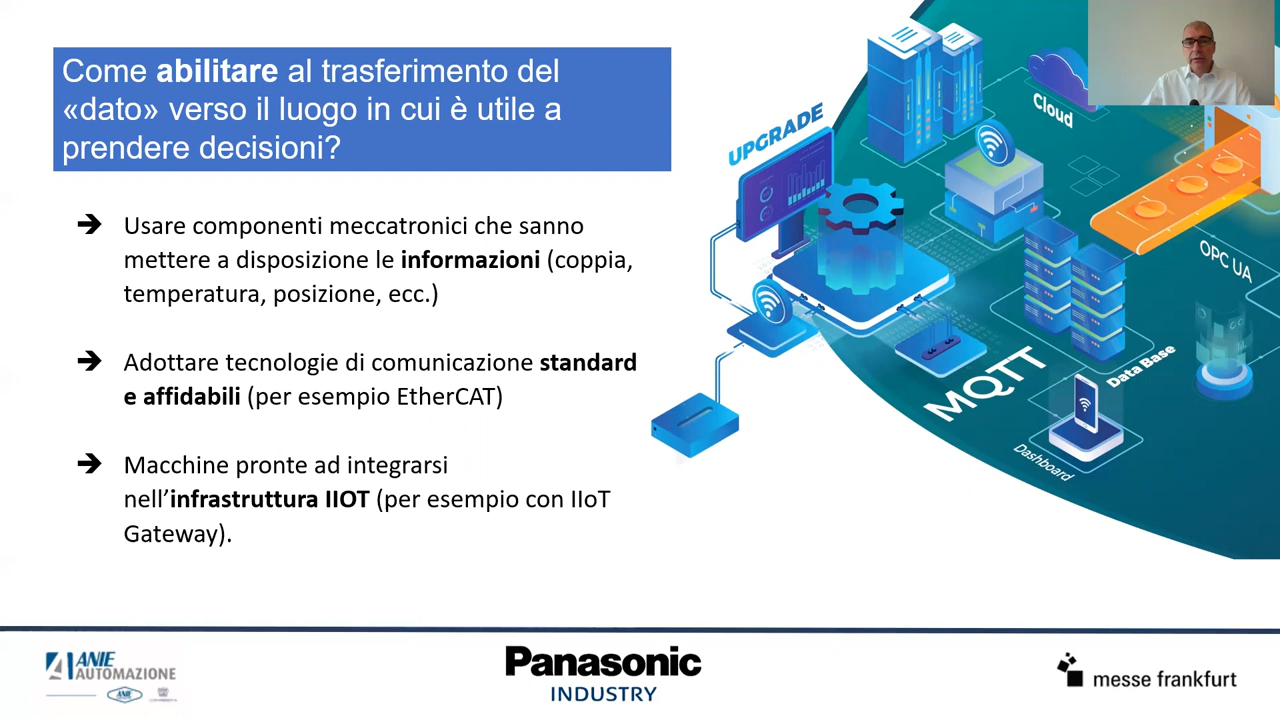 Come abilitare al trasferimento del
«dato» verso il luogo in cui è utile a
prendere decisioni?
➔ Usare componenti meccatronici che sanno
mettere a disposizione le informazioni (coppia,
temperatura, posizione, ecc.)
➔ Adottare tecnologie di comunicazione standard
e affidabili (per esempio EtherCAT)
➔ Macchine pronte ad integrarsi
nell’infrastruttura IIOT (per esempio con IIoT
Gateway).
UPGRADE
Cloud
OPC UA
MQTT
Data Base
Dashboard
ANIE
AUTOMAZIONE
ANIE
Panasonic
INDUSTRY
messe frankfurt